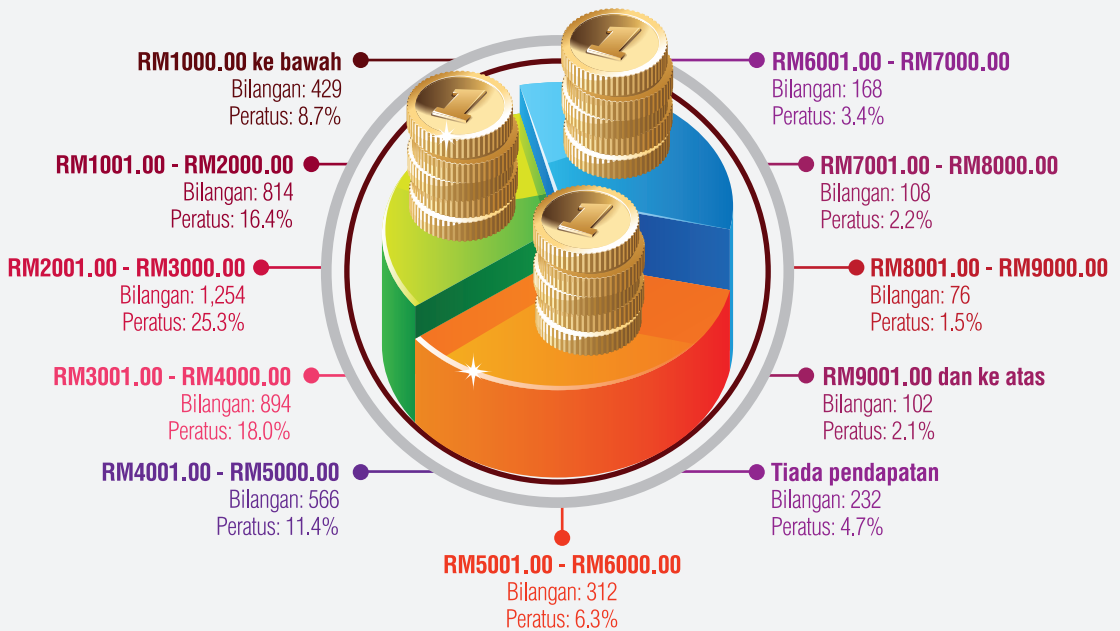 RM1000.00 ke bawah
Bilangan: 429
Peratus: 8.7%
RM1001.00 - RM2000.00
Bilangan: 814
Peratus: 16.4%
RM2001.00 - RM3000.00
Bilangan: 1,254
Peratus: 25.3%
RM3001.00 - RM4000.00
Bilangan: 894
Peratus: 18.0%
RM4001.00 - RM5000.00
Bilangan: 566
Peratus: 11.4%
RM5001.00 - RM6000.00
Bilangan: 312
Peratus: 6.3%
RM6001.00 - RM7000.00
Bilangan: 168
Peratus: 3.4%
RM7001.00 - RM8000.00
Bilangan: 108
Peratus: 2.2%
RM8001.00 - RM9000.00
Bilangan: 76
Peratus: 1.5%
RM9001.00 dan ke atas
Bilangan: 102
Peratus: 2.1%
Tiada pendapatan
Bilangan: 232
Peratus: 4.7%
1
1
1